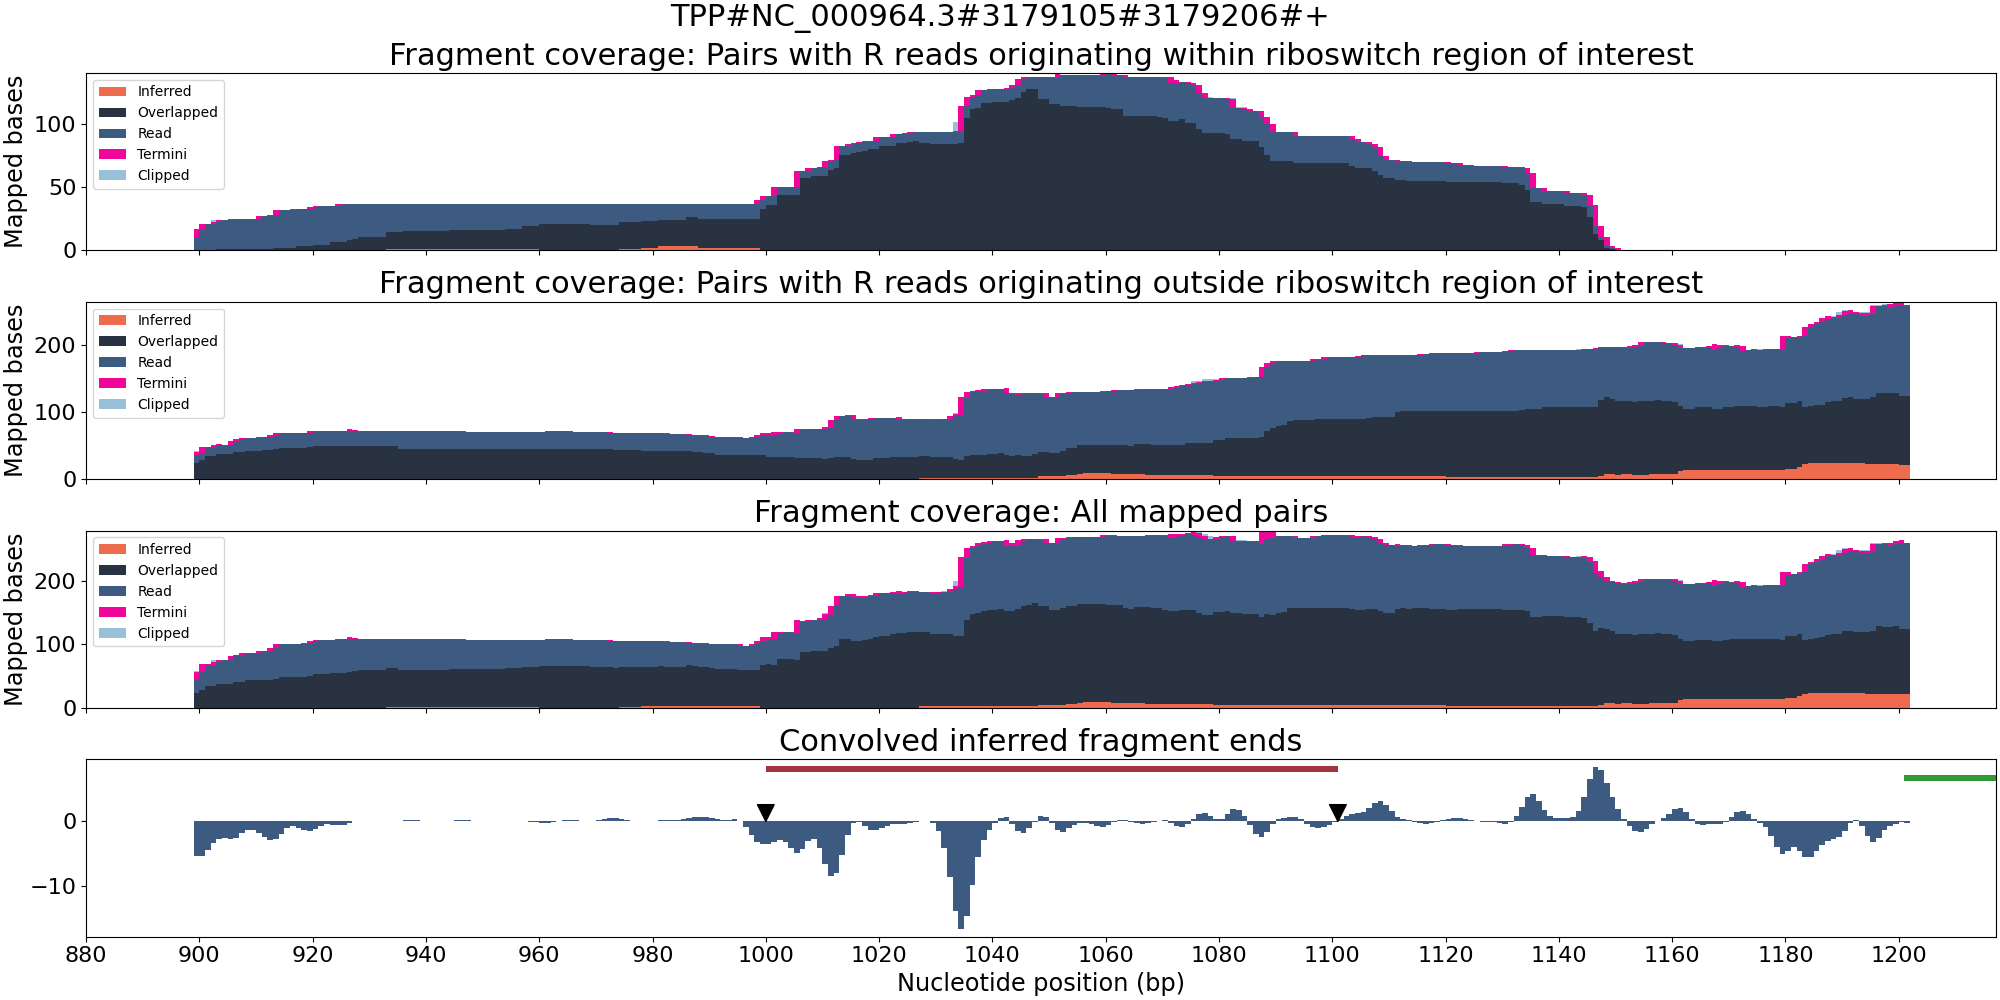 TPP#NC_000964.3#3179105#3179206#+
Fragment coverage: Pairs with R reads originating within riboswitch region of interest
Mapped bases
100
50
0
Inferred
Overlapped
Read
Termini
Clipped
Fragment coverage: Pairs with R reads originating outside riboswitch region of interest
Mapped bases
200
100
0
Inferred
Overlapped
Read
Termini
Clipped
Fragment coverage: All mapped pairs
Mapped bases
200
100
0
Inferred
Overlapped
Read
Termini
Clipped
Convolved inferred fragment ends
0
−10
880 900 920 940 960 980 1000 1020 1040 1060 1080 1100 1120 1140 1160 1180 1200
Nucleotide position (bp)